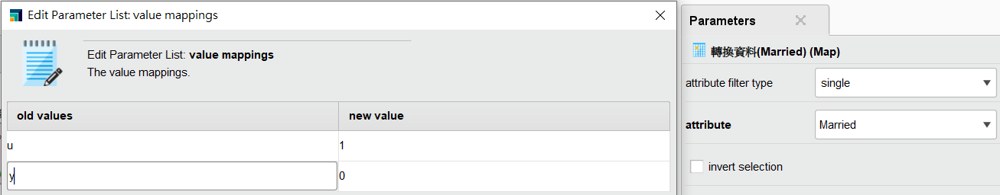 Edit Parameter List: value mappings
Edit Parameter List: value mappings
The value mappings.
old values new value
u 1
y 0
Parameters
轉換資料(Married) (Map)
attribute filter type single
attribute Married
invert selection